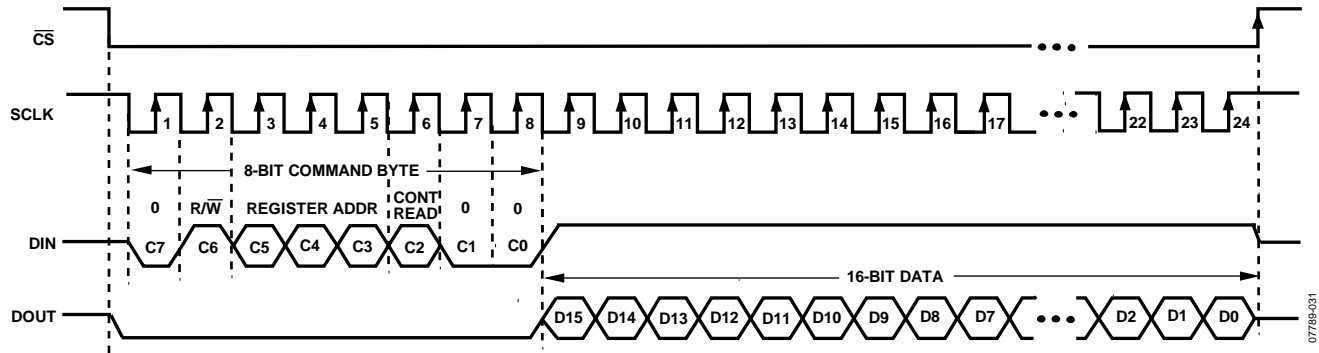 CS
SCLK
1 2 3 4 5 6 7 8 9 10 11 12 13 14 15 16 17 22 23 24
8-BIT COMMAND BYTE
0 R/W REGISTER ADDR CONT READ 0 0
DIN C7 C6 C5 C4 C3 C2 C1 C0
16-BIT DATA
DOUT D15 D14 D13 D12 D11 D10 D9 D8 D7 D2 D1 D0
07789-031